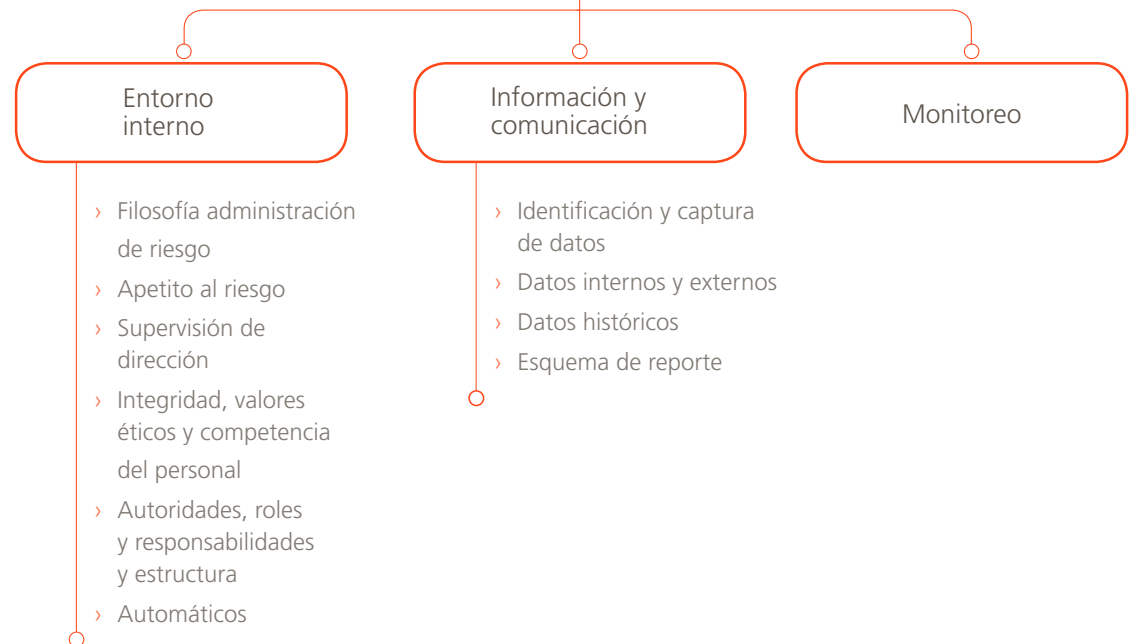 Entorno
interno
› Filosofía administración
de riesgo
› Apetito al riesgo
› Supervisión de
dirección
› Integridad, valores
éticos y competencia
del personal
› Autoridades, roles
y responsabilidades
y estructura
› Automáticos
Información y
comunicación
› Identificación y captura
de datos
› Datos internos y externos
› Datos históricos
› Esquema de reporte
Monitoreo